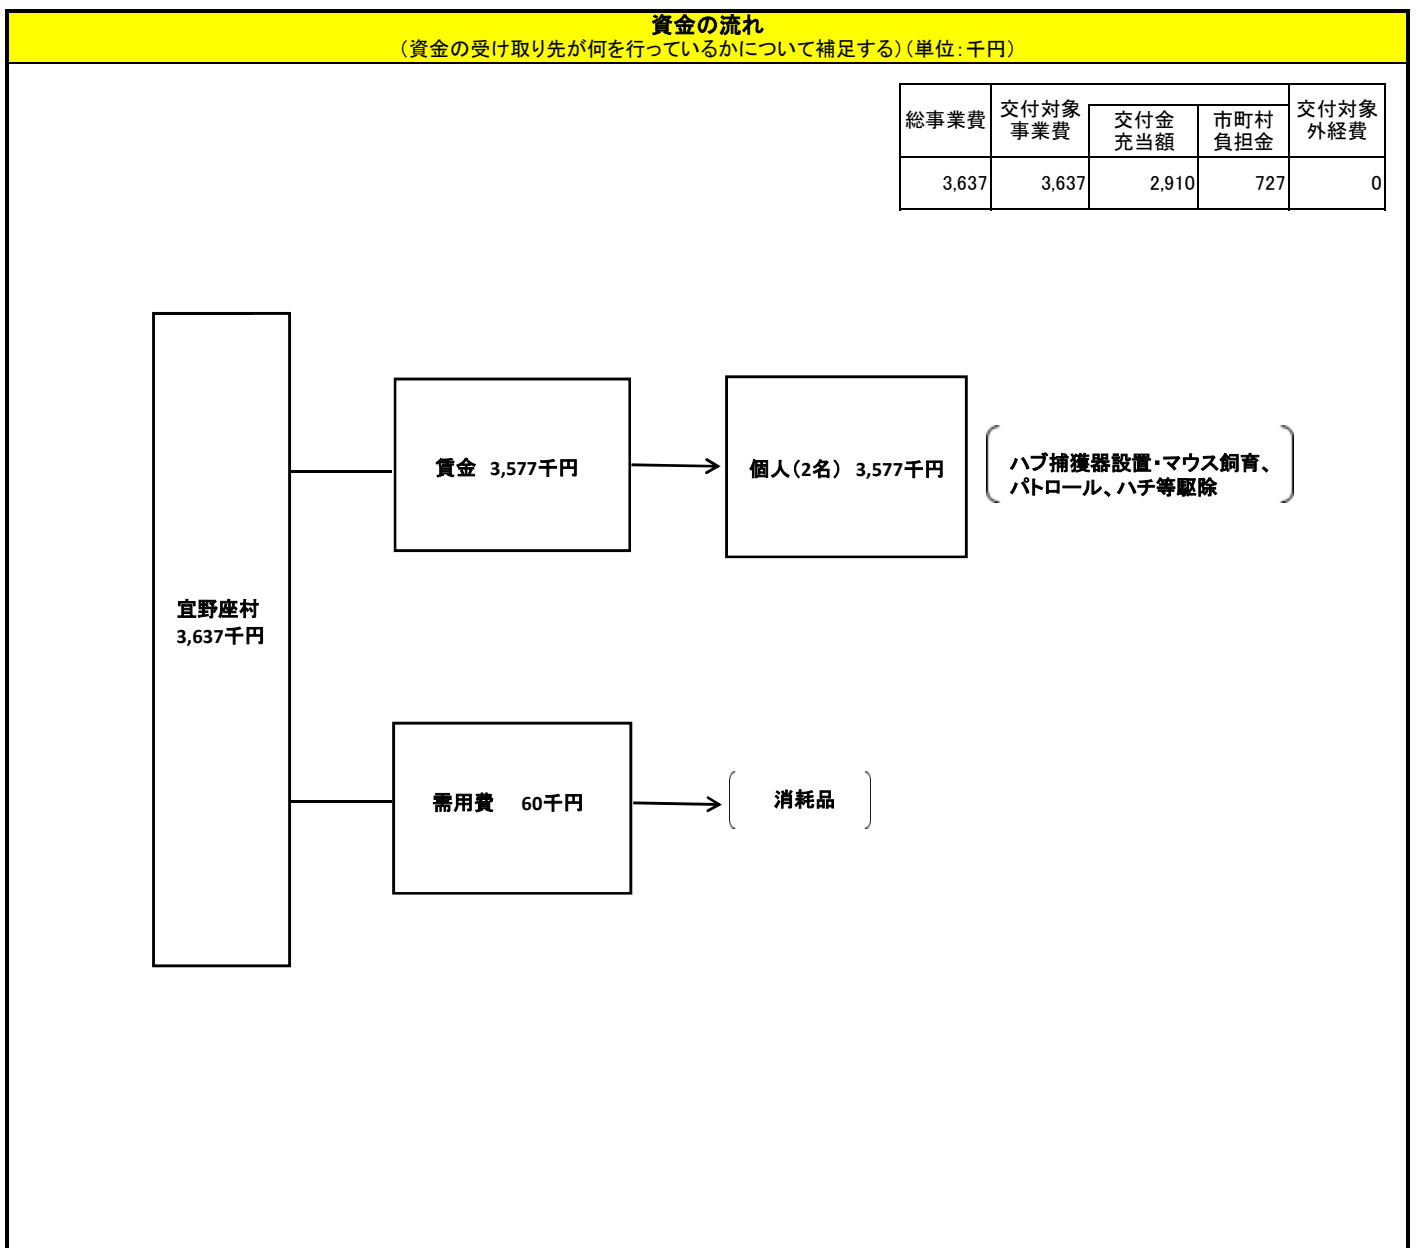 資金の流れ
（資金の受け取り先が何を行っているかについて補足する）（単位：千円）
総事業費
交付対象
事業費
交付金
充当額
市町村
負担金
交付対象
外経費
3,637 3,637 2,910 727 0
賃金 3,577千円
個人（2名） 3,577千円
ハブ捕獲器設置・マウス飼育、
パトロール、ハチ等駆除
宜野座村
3,637千円
需用費 60千円
消耗品